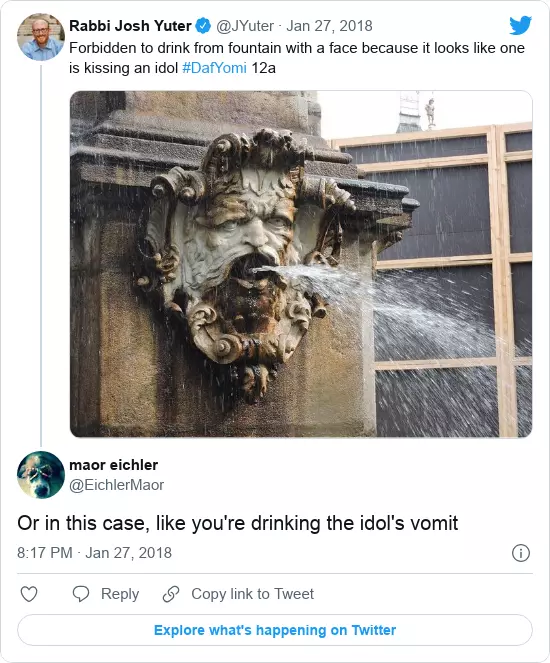 Rabbi Josh Yuter @JYuter · Jan 27, 2018
Forbidden to drink from fountain with a face because it looks like one
is kissing an idol #DafYomi 12a
maor eichler
@EichlerMaor
Or in this case, like you're drinking the idol's vomit
8:17 PM · Jan 27, 2018
Reply Copy link to Tweet
Explore what's happening on Twitter